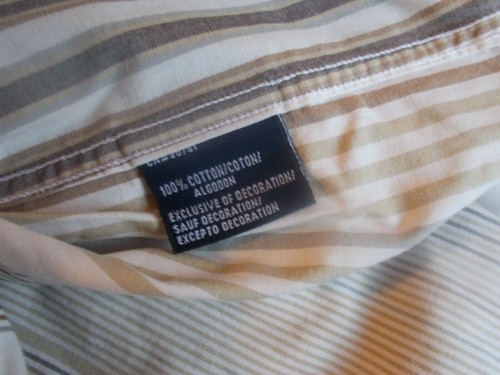 100% COTTON/COTON/
ALGODON
EXCLUSIVE OF DECORATION/
SAUF DECORATION/
EXCEPTO DECORATION